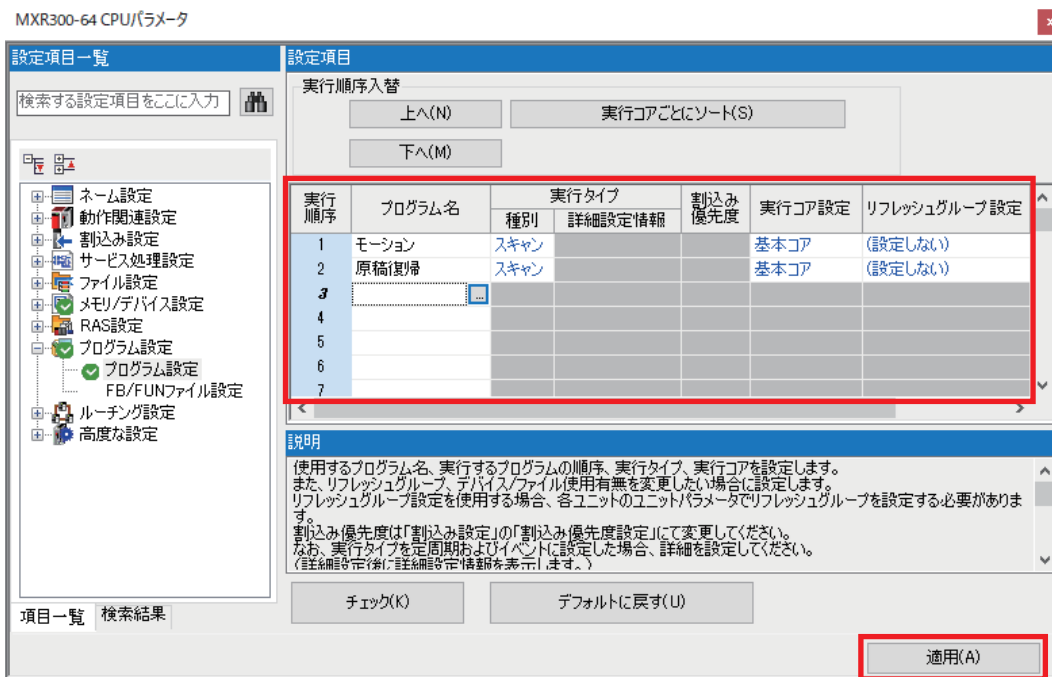 MXR300-64 CPUパラメータ
設定項目一覧
検索する設定項目をここに入力
ネーム設定
動作関連設定
割込み設定
サービス処理設定
ファイル設定
メモリ/デバイス設定
RAS設定
プログラム設定
プログラム設定
FB/FUNファイル設定
ルーチング設定
高度な設定
項目一覧 検索結果
設定項目
実行順序入替
上へ(N) 実行コアごとにソート(S)
下へ(M)
実行順序 プログラム名 実行タイプ 割込み優先度 実行コア設定 リフレッシュグループ設定
種別 詳細設定情報
1 モーション スキャン 基本コア (設定しない)
2 原稿復帰 スキャン 基本コア (設定しない)
3 ...
4
5
6
7
説明
使用するプログラム名、実行するプログラムの順序、実行タイプ、実行コアを設定します。
また、リフレッシュグループ、デバイス/ファイル使用有無を変更したい場合に設定します。
リフレッシュグループ設定を使用する場合、各ユニットのユニットパラメータでリフレッシュグループを設定する必要がありま
す。
割込み優先度は「割込み設定」の「割込み優先度設定」にて変更してください。
なお、実行タイプを定周期およびイベントに設定した場合、詳細を設定してください。
(詳細設定後に詳細設定情報を表示します。)
チェック(K) デフォルトに戻す(U)
適用(A)